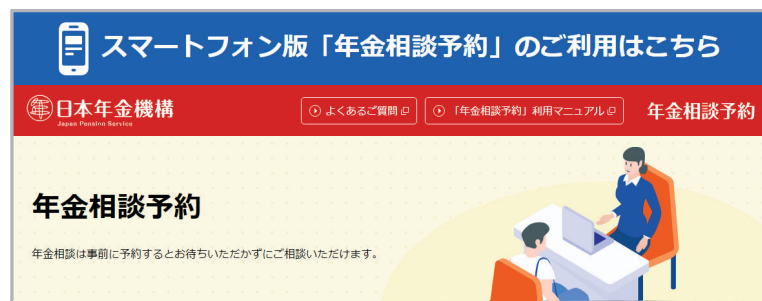 スマートフォン版「年金相談予約」のご利用はこちら
日本年金機構
Japan Pension Service
よくあるご質問
「年金相談予約」利用マニュアル
年金相談予約
年金相談予約
年金相談は事前に予約するとお待ちいただかずにご相談いただけます。